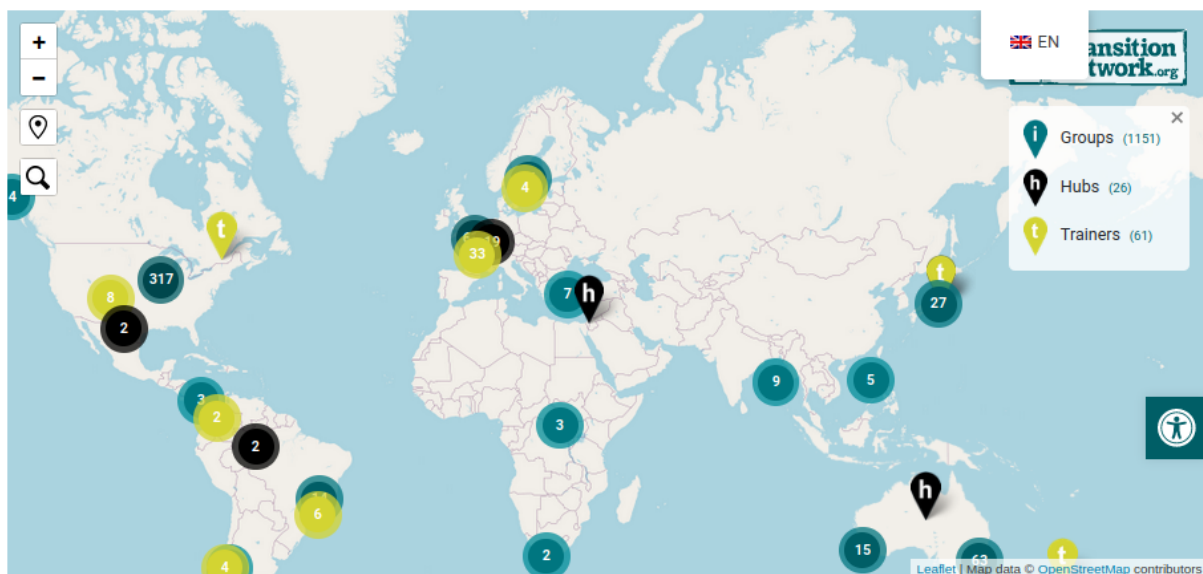 +
−
EN
ansition
twork.org
i Groups (1151)
h Hubs (26)
t Trainers (61)
4
4
t
317
8
2
33
7
h
t
27
3
2
2
3
9
5
6
4
2
h
15
63
t
Leaflet | Map data © OpenStreetMap contributors